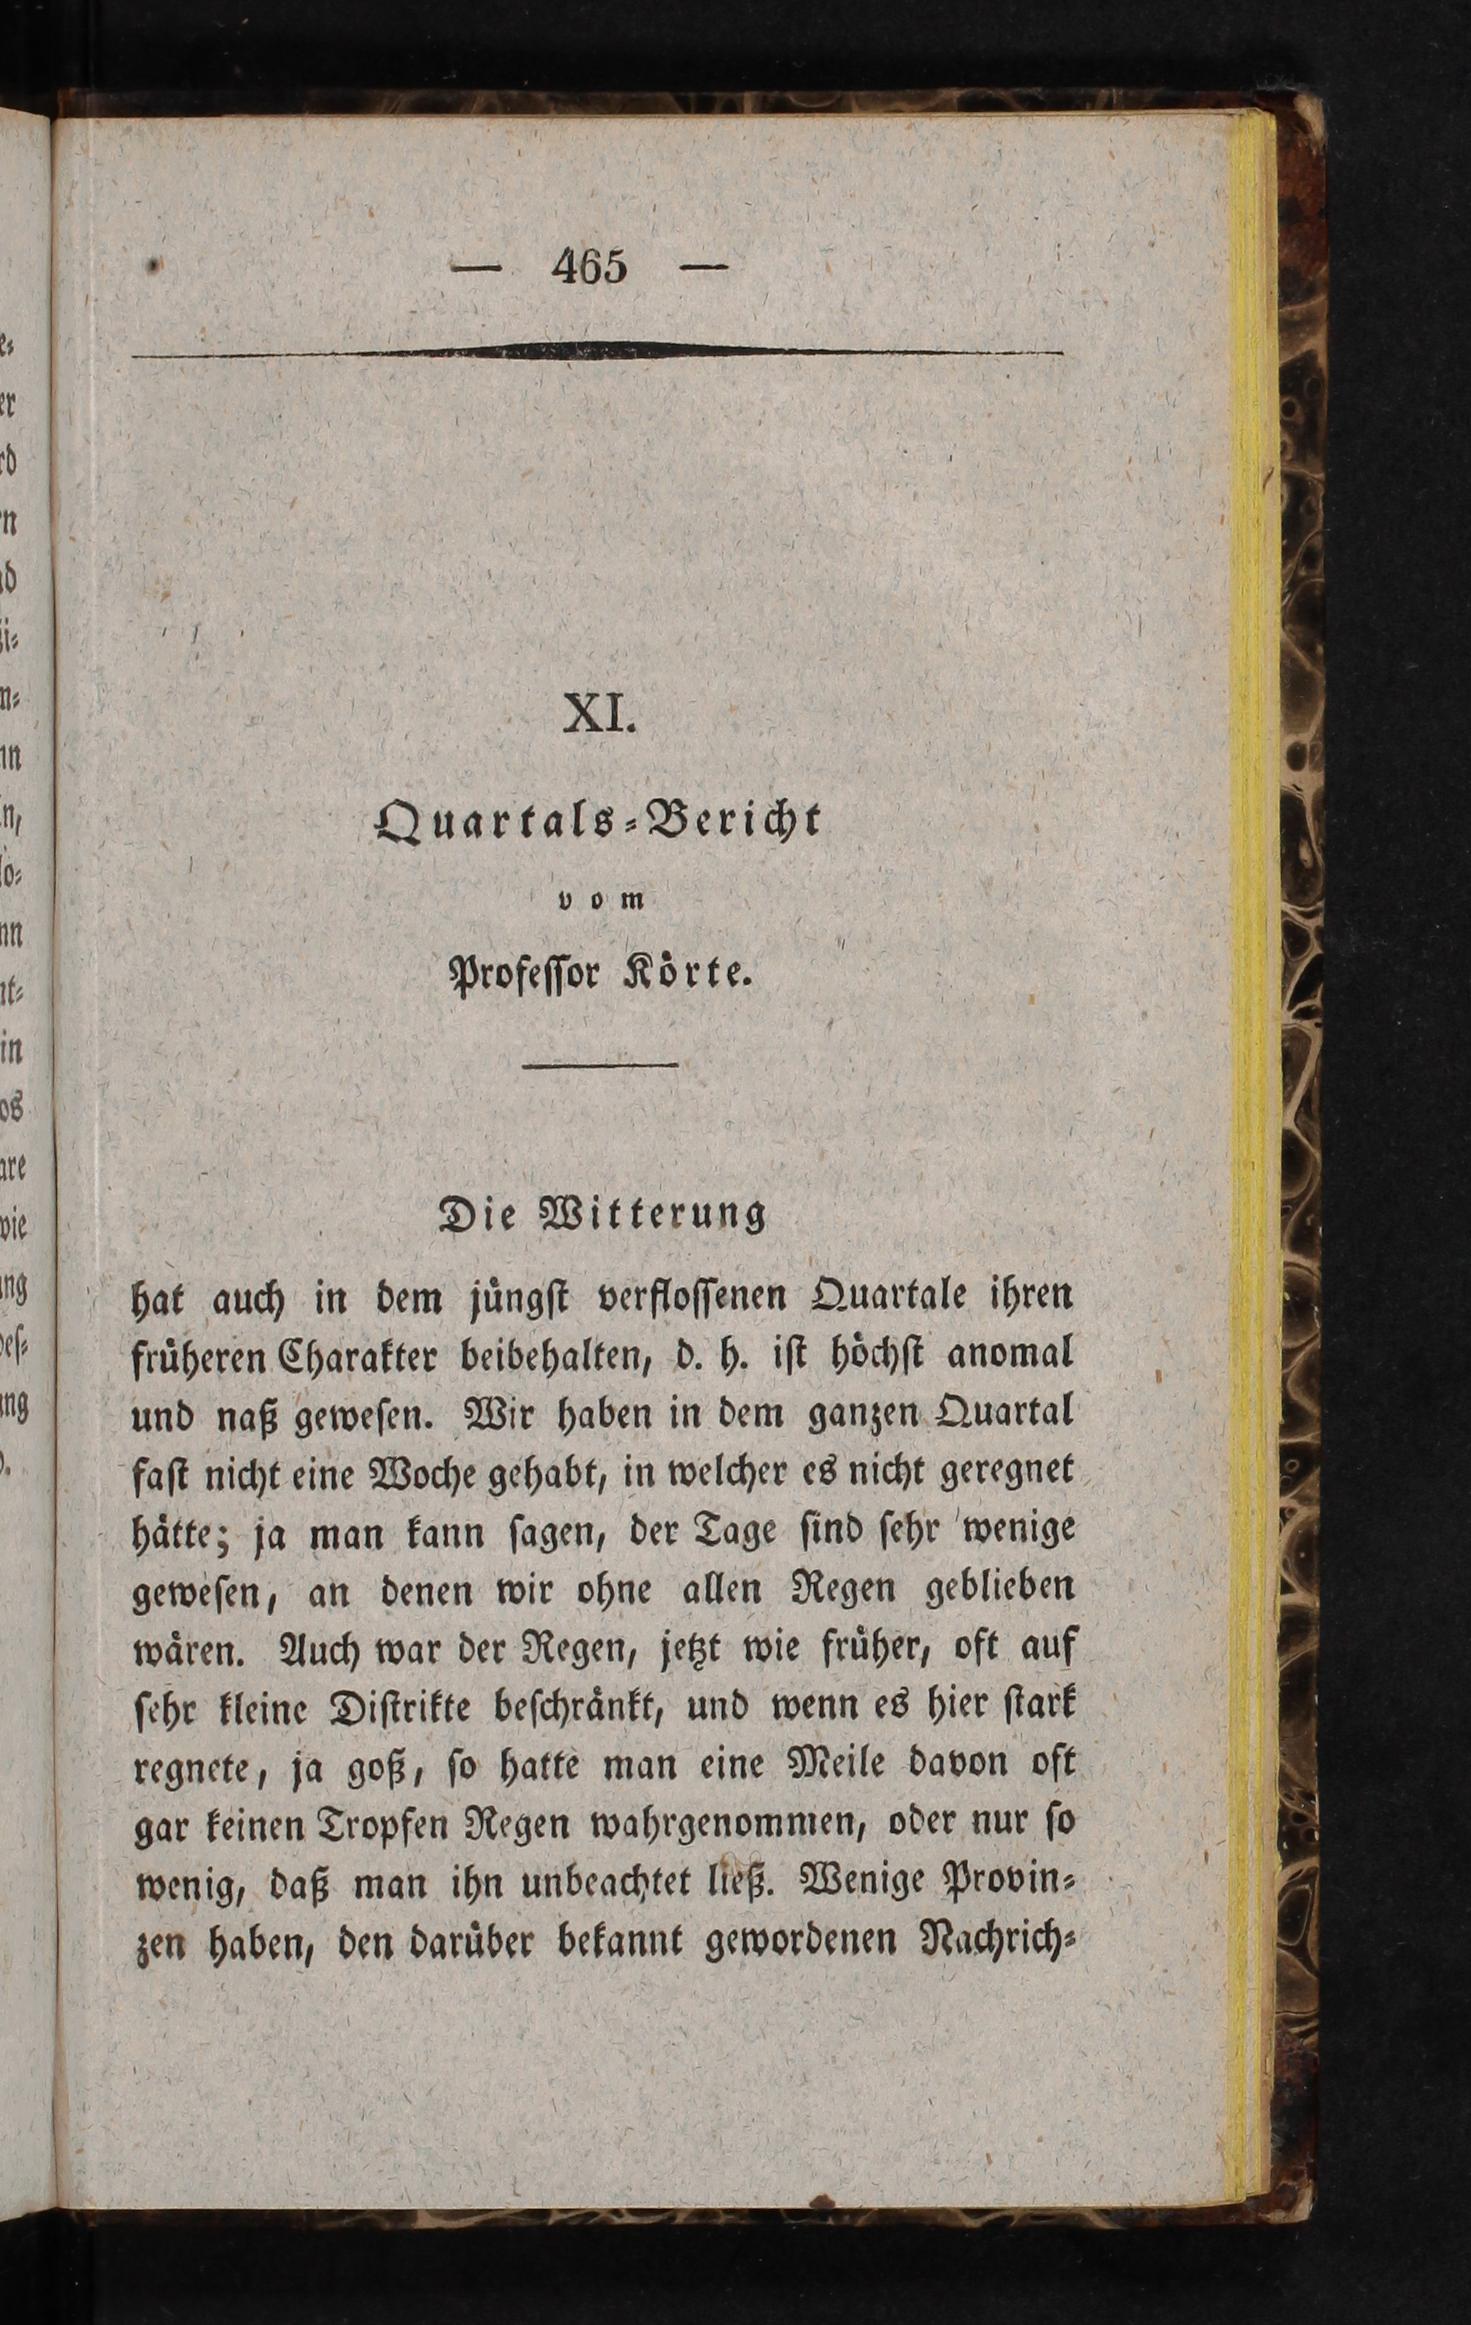 — 465 —
XI.
Quartals-Bericht
vom
Professor Körte.
Die Witterung
hat auch in dem jüngst verflossenen Quartale ihren
früheren Charakter beibehalten, d. h. ist höchst anomal
und naß gewesen. Wir haben in dem ganzen Quartal
fast nicht eine Woche gehabt, in welcher es nicht geregnet
hätte; ja man kann sagen, der Tage sind sehr wenige
gewesen, an denen wir ohne allen Regen geblieben
wären. Auch war der Regen, jetzt wie früher, oft auf
sehr kleine Distrikte beschränkt, und wenn es hier stark
regnete, ja goß, so hatte man eine Meile davon oft
gar keinen Tropfen Regen wahrgenommen, oder nur so
wenig, daß man ihn unbeachtet ließ. Wenige Provin-
zen haben, den darüber bekannt gewordenen Nachrich-